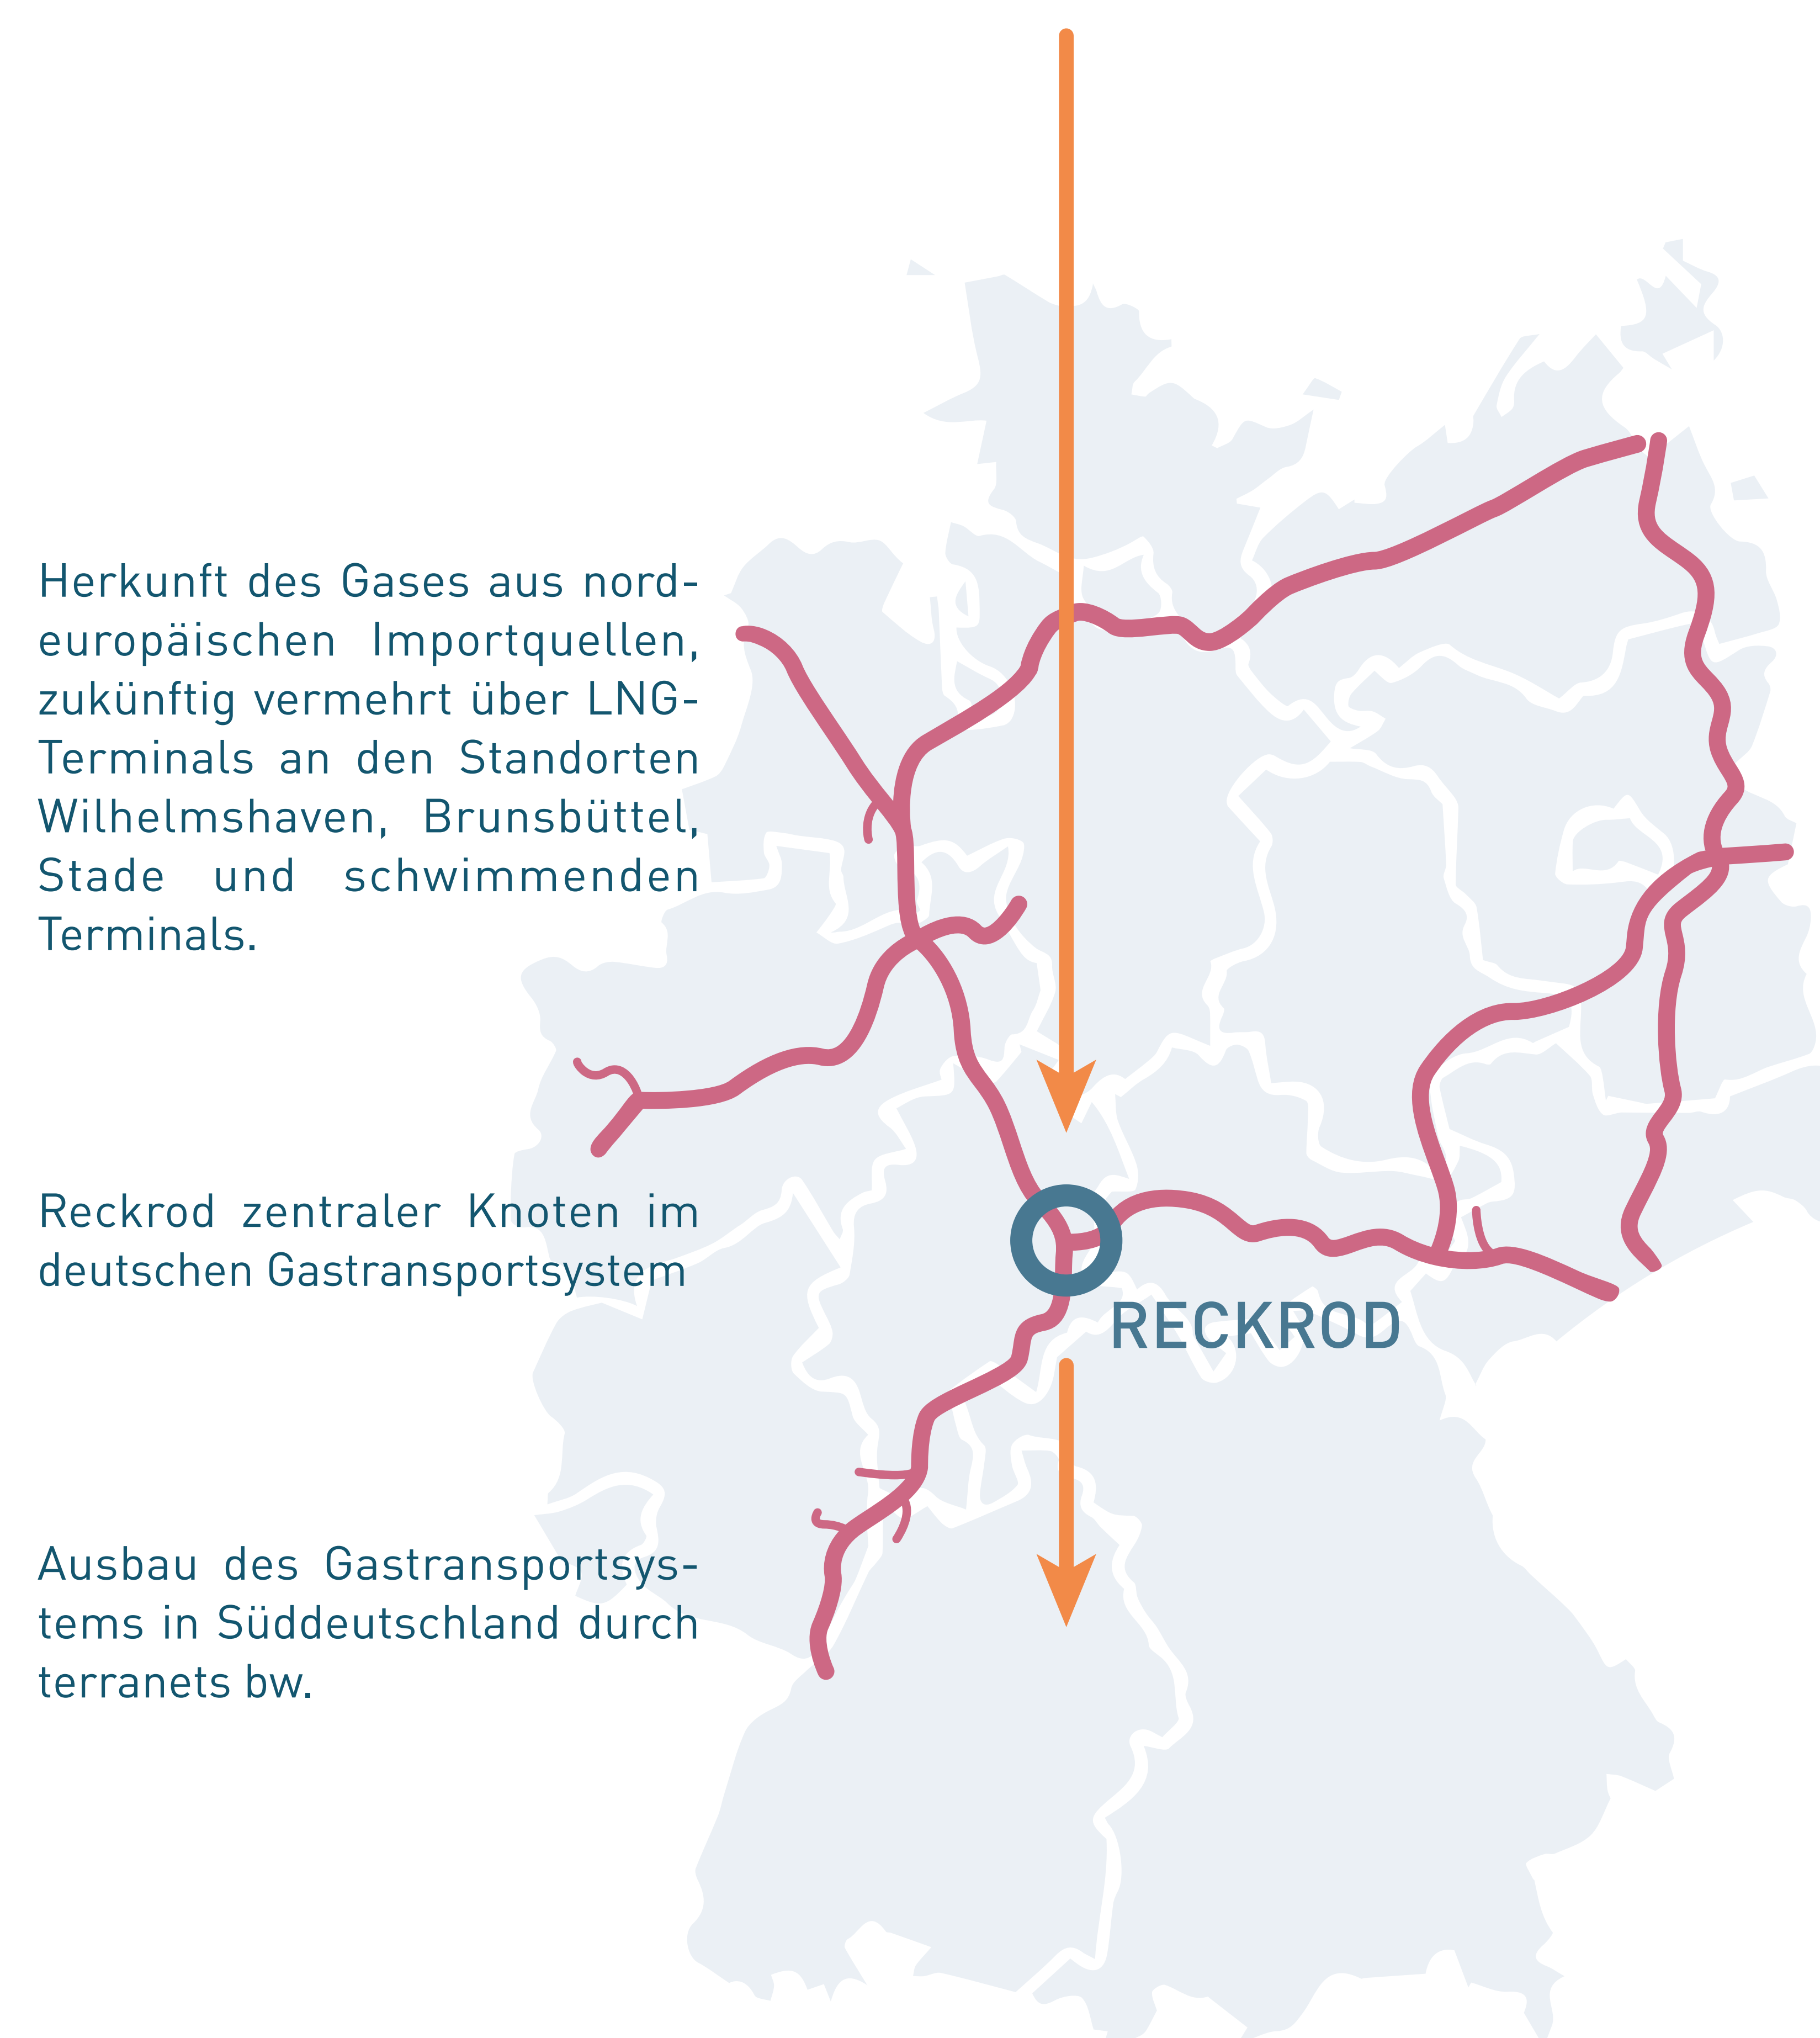 Herkunft des Gases aus nord-
europäischen Importquellen,
zukünftig vermehrt über LNG-
Terminals an den Standorten
Wilhelmshaven, Brunsbüttel,
Stade und schwimmenden
Terminals.
Reckrod zentraler Knoten im
deutschen Gastransportsystem
RECKROD
Ausbau des Gastransportsys-
tems in Süddeutschland durch
terranets bw.